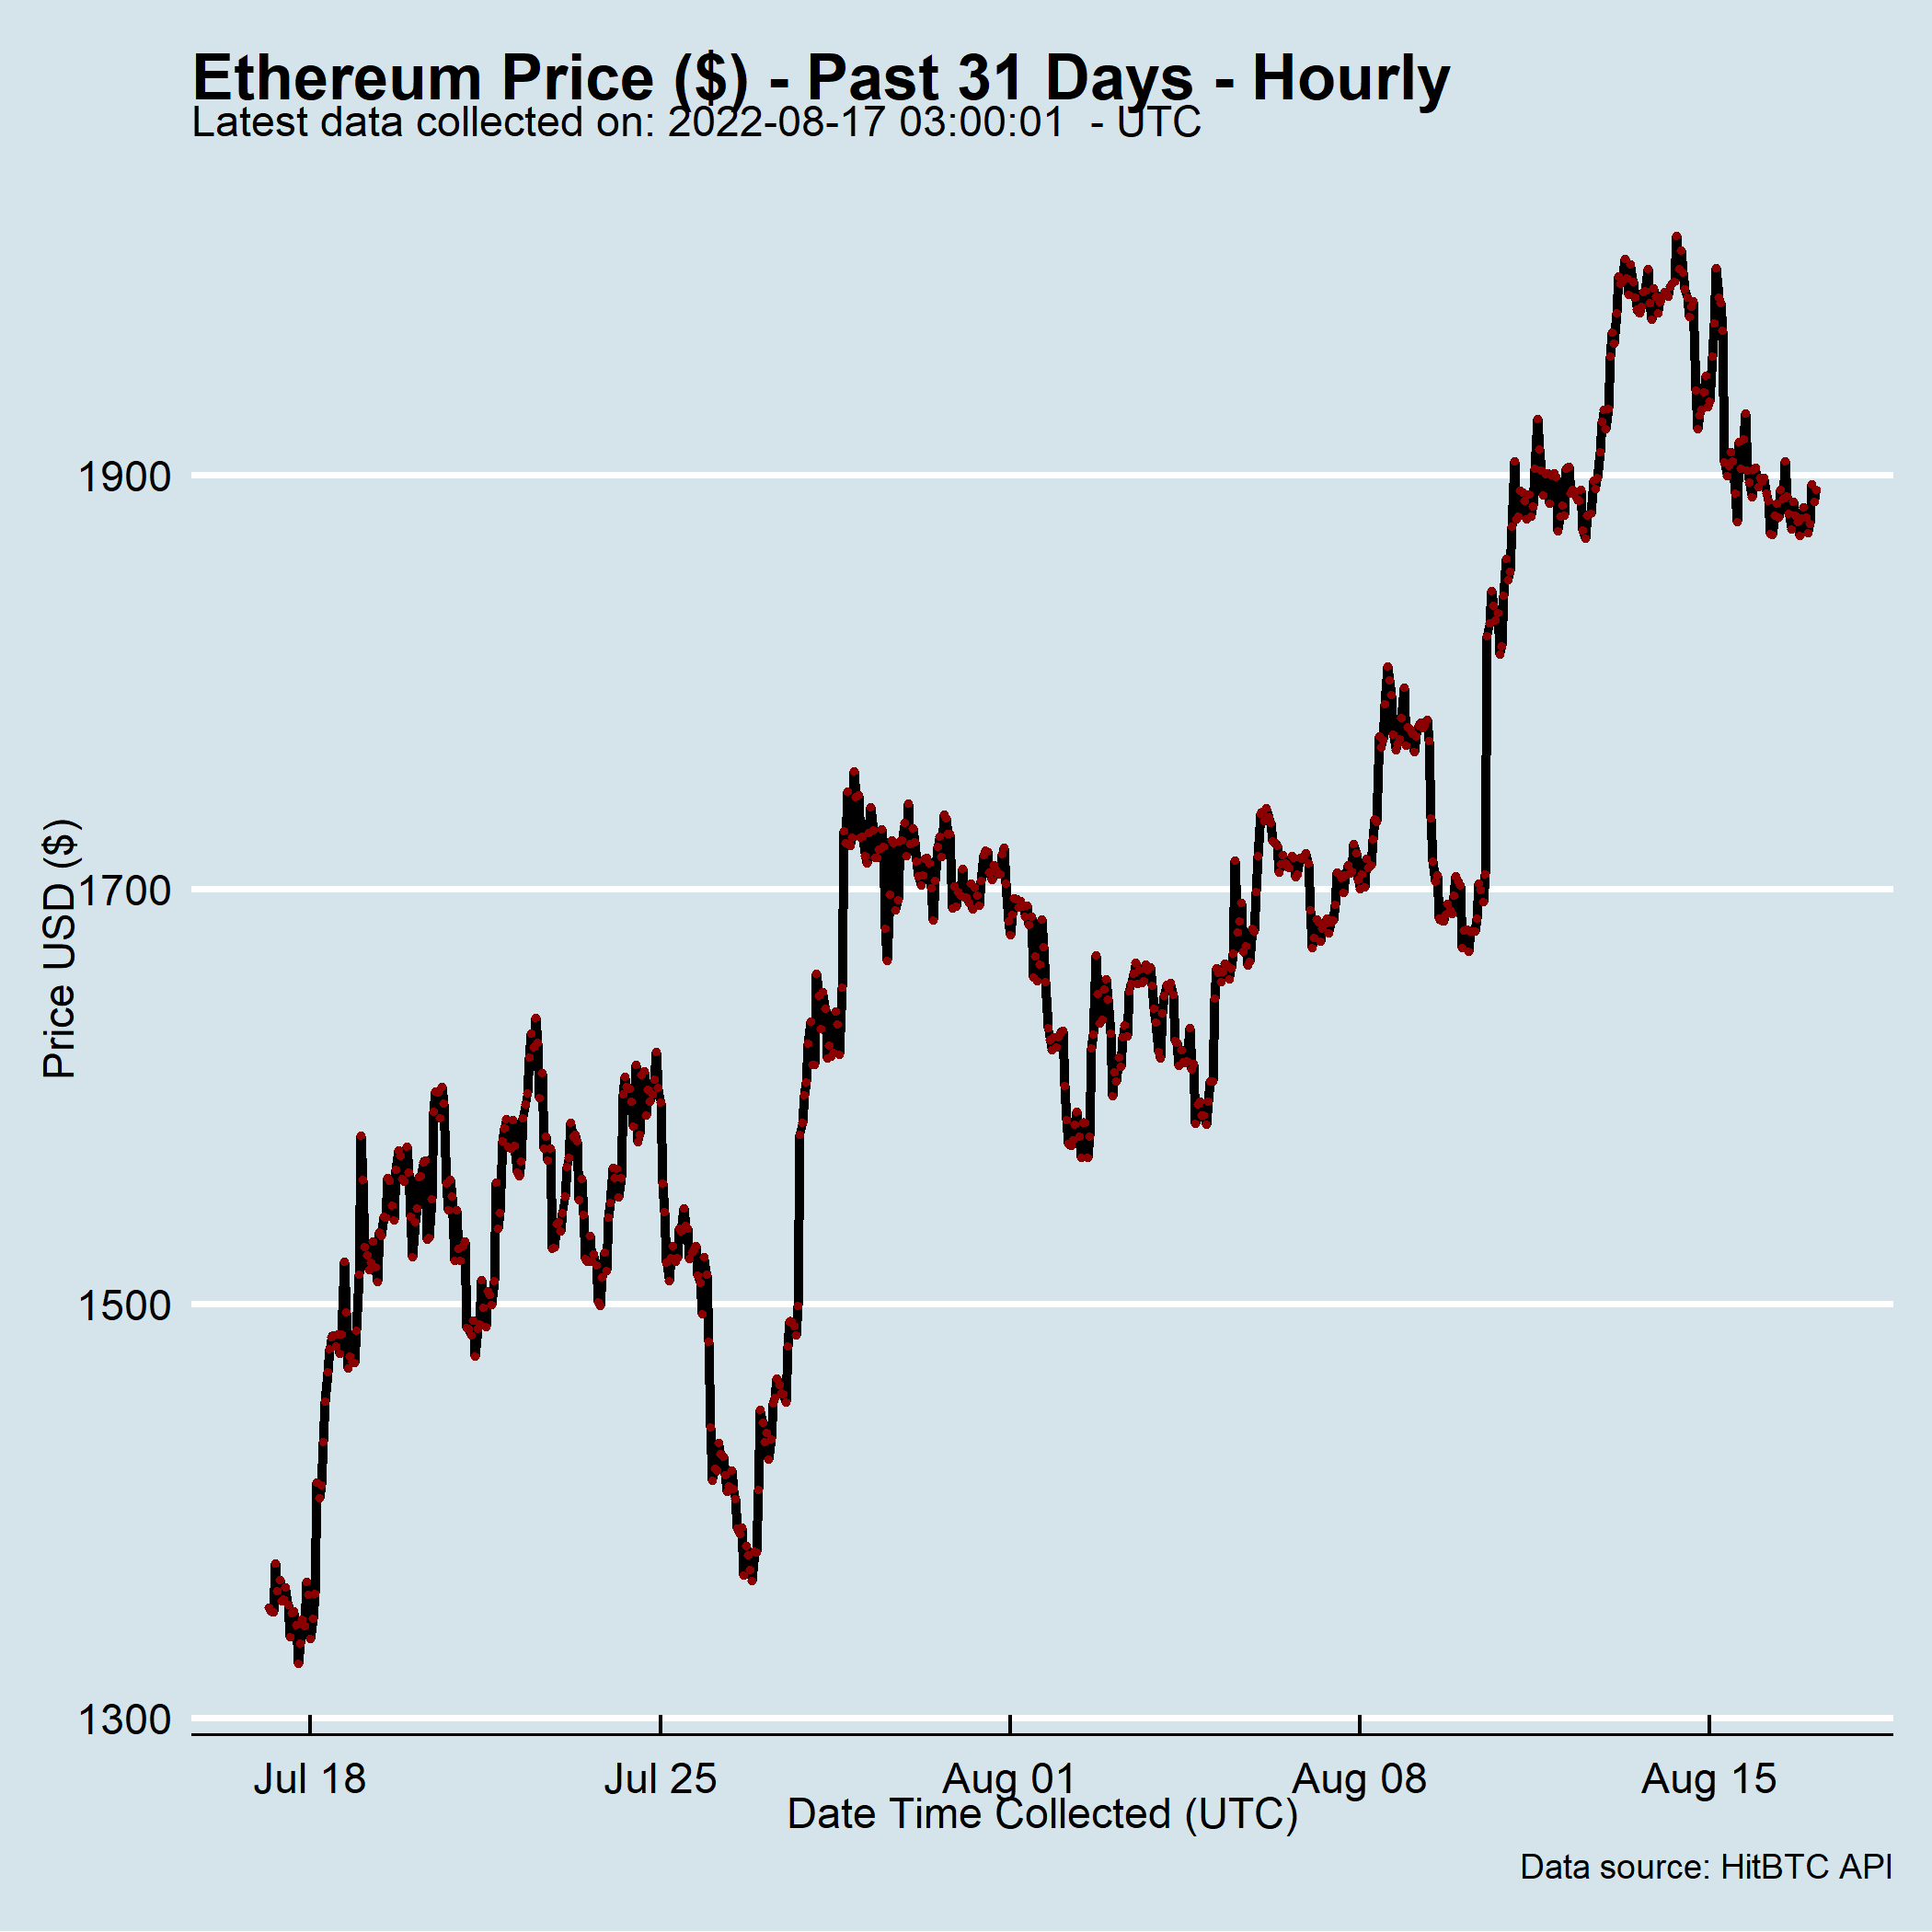 Ethereum Price ($) - Past 31 Days - Hourly
Latest data collected on: 2022-08-17 03:00:01  - UTC
Price USD ($)
1900
1700
1500
1300
Jul 18
Jul 25
Aug 01
Aug 08
Aug 15
Date Time Collected (UTC)
Data source: HitBTC API